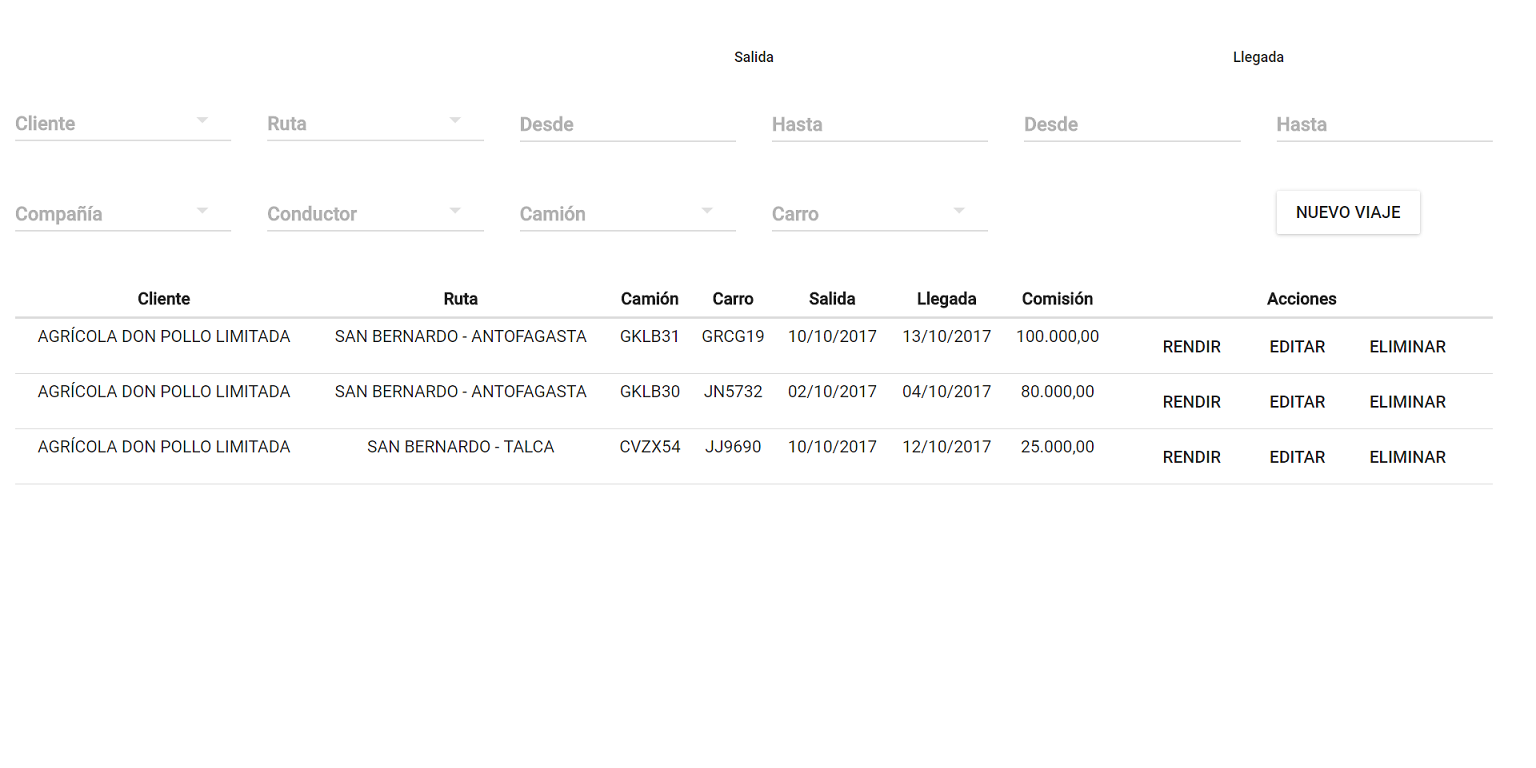 Salida Llegada
Cliente Ruta Desde Hasta Desde Hasta
Compañía Conductor Camión Carro NUEVO VIAJE
Cliente Ruta Camión Carro Salida Llegada Comisión Acciones
AGRÍCOLA DON POLLO LIMITADA SAN BERNARDO - ANTOFAGASTA GKLB31 GRCG19 10/10/2017 13/10/2017 100.000,00 RENDIR EDITAR ELIMINAR
AGRÍCOLA DON POLLO LIMITADA SAN BERNARDO - ANTOFAGASTA GKLB30 JN5732 02/10/2017 04/10/2017 80.000,00 RENDIR EDITAR ELIMINAR
AGRÍCOLA DON POLLO LIMITADA SAN BERNARDO - TALCA CVZX54 JJ9690 10/10/2017 12/10/2017 25.000,00 RENDIR EDITAR ELIMINAR